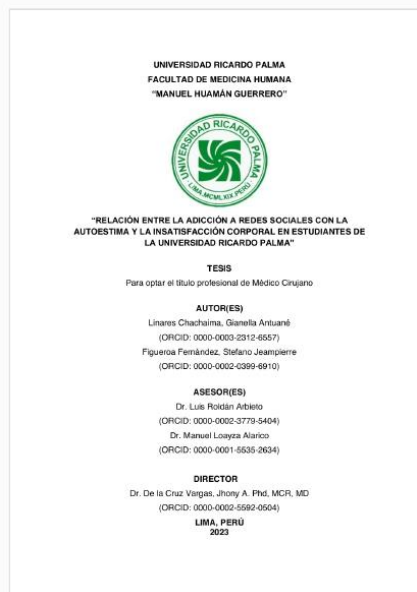 UNIVERSIDAD RICARDO PALMA
FACULTAD DE MEDICINA HUMANA
“MANUEL HUAMÁN GUERRERO”
UNIVERSIDAD RICARDO PALMA
LIMA,MCMLXIX,PERÚ
“RELACIÓN ENTRE LA ADICCIÓN A REDES SOCIALES CON LA
AUTOESTIMA Y LA INSATISFACCIÓN CORPORAL EN ESTUDIANTES DE
LA UNIVERSIDAD RICARDO PALMA”
TESIS
Para optar el título profesional de Médico Cirujano
AUTOR(ES)
Linares Chachaima, Gianella Antuané
(ORCID: 0000-0003-2312-6557)
Figueroa Fernández, Stefano Jeampierre
(ORCID: 0000-0002-0399-6910)
ASESOR(ES)
Dr. Luis Roldán Arbieto
(ORCID: 0000-0002-3779-5404)
Dr. Manuel Loayza Alarico
(ORCID: 0000-0001-5535-2634)
DIRECTOR
Dr. De la Cruz Vargas, Jhony A. Phd, MCR, MD
(ORCID: 0000-0002-5592-0504)
LIMA, PERÚ
2023